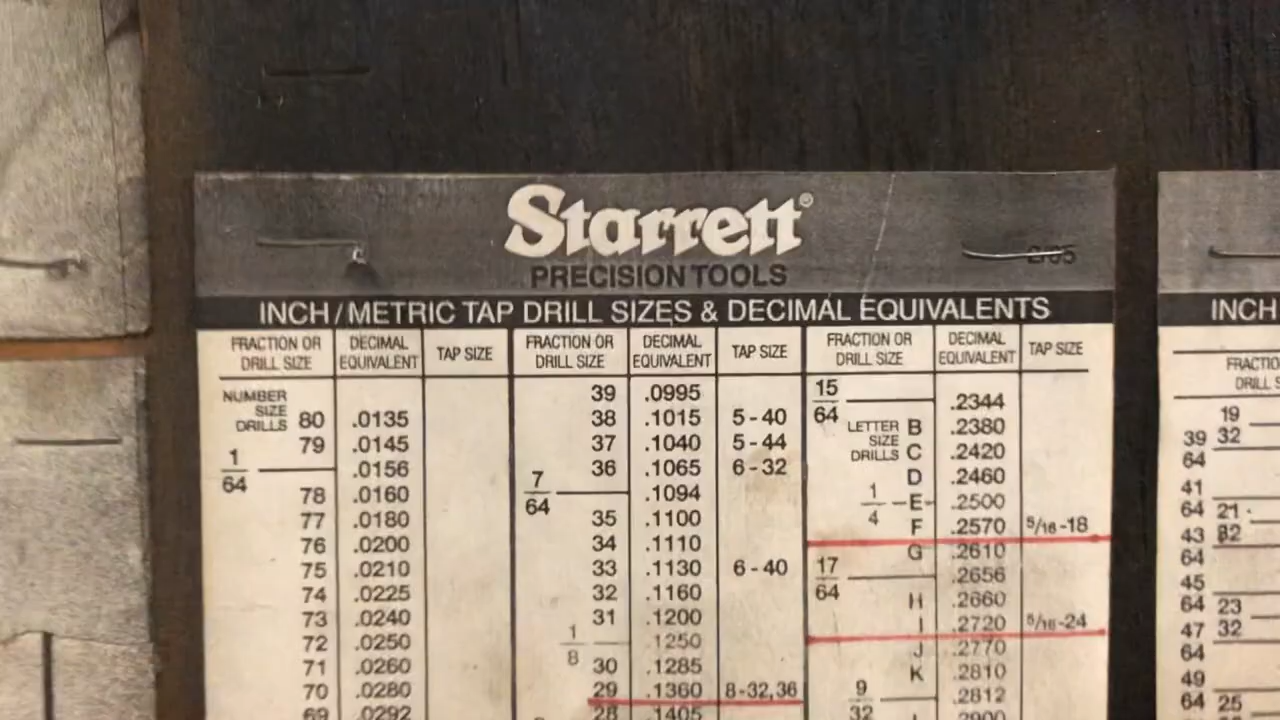 Starrett®
PRECISION TOOLS
INCH/METRIC TAP DRILL SIZES & DECIMAL EQUIVALENTS
FRACTION OR DRILL SIZE DECIMAL EQUIVALENT TAP SIZE FRACTION OR DRILL SIZE DECIMAL EQUIVALENT TAP SIZE FRACTION OR DRILL SIZE DECIMAL EQUIVALENT TAP SIZE
NUMBER SIZE DRILLS
80 .0135
79 .0145
1/64 .0156
78 .0160
77 .0180
76 .0200
75 .0210
74 .0225
73 .0240
72 .0250
71 .0260
70 .0280
69 .0292
39 .0995
38 .1015 5-40
37 .1040 5-44
36 .1065 6-32
7/64 .1094
35 .1100
34 .1110
33 .1130 6-40
32 .1160
31 .1200
1/8 .1250
30 .1285
29 .1360 8-32,36
28 .1405
15/64 .2344
LETTER SIZE DRILLS
B .2380
C .2420
D .2460
1/4 -E- .2500
F .2570 5/16-18
G .2610
17/64 .2656
H .2660
I .2720 5/16-24
J .2770
K .2810
9/32 .2812
L .2900
INCH
FRACTIO
DRILL S
19
39 32
64
41
64 21
43 32
64
45
64 23
47 32
64
49
64 25